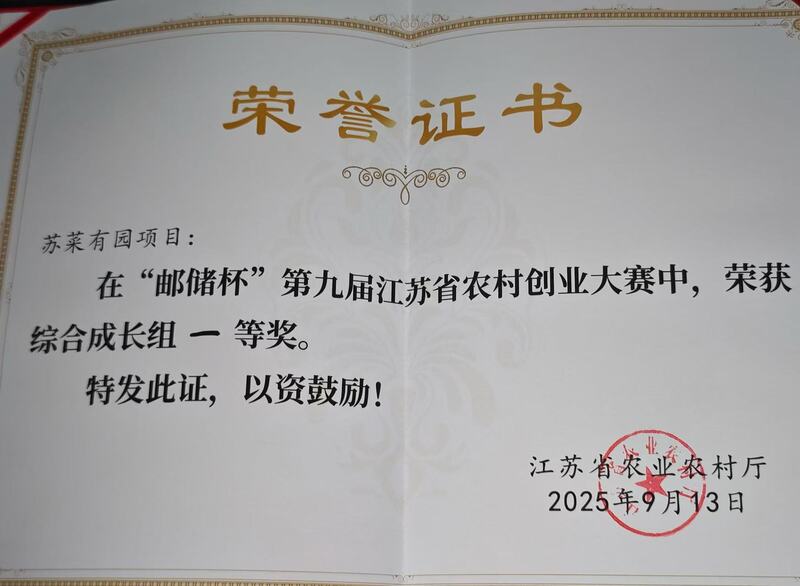 荣誉证书
苏菜有园项目：
在“邮储杯”第九届江苏省农村创业大赛中，荣获
综合成长组 一 等奖。
特发此证，以资鼓励！
江苏省农业农村厅
2025年9月13日